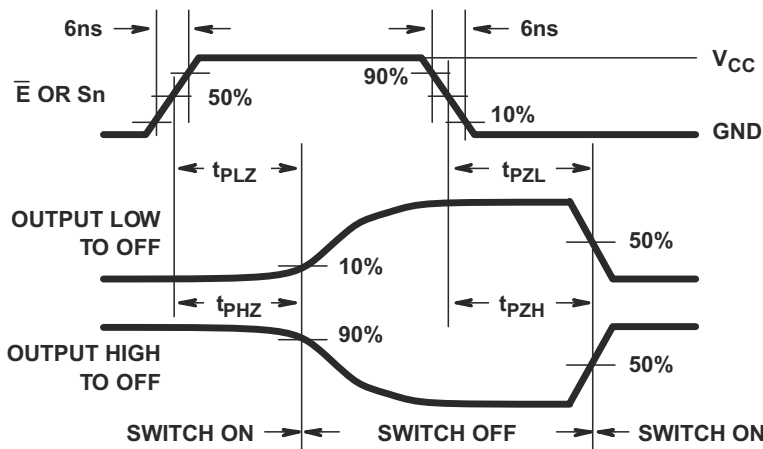 6ns
6ns
VCC
E̅ OR Sn
90%
50%
10%
GND
tPLZ
tPZL
OUTPUT LOW
TO OFF
50%
10%
tPHZ
tPZH
OUTPUT HIGH
TO OFF
90%
50%
SWITCH ON
SWITCH OFF
SWITCH ON